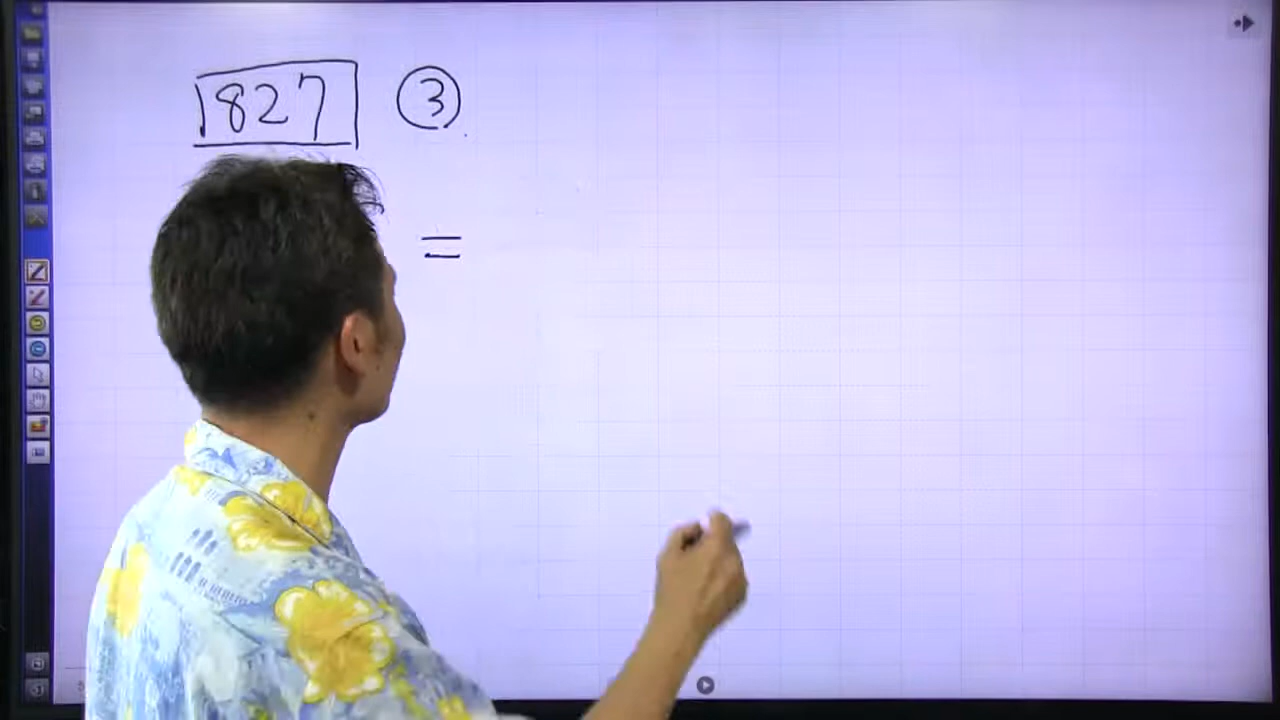 1827 ③
=